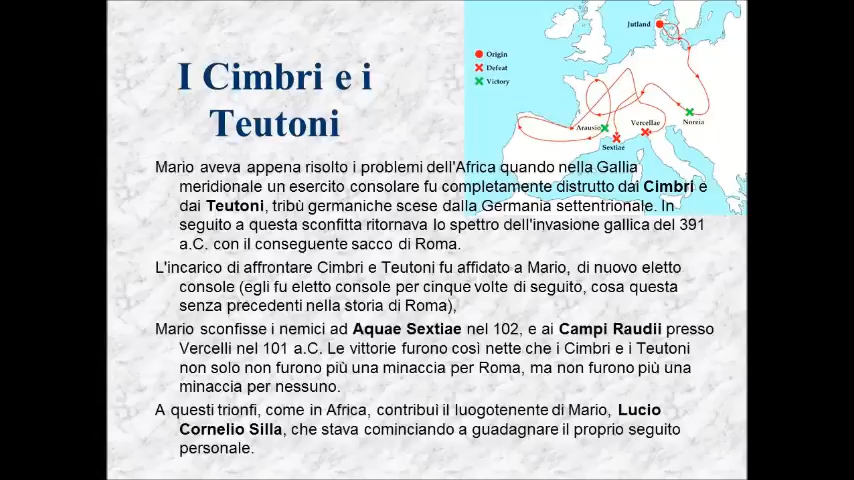 I Cimbri e i
Teutoni
Jutland
Origin
Defeat
Victory
Arausio
Vercellae
Noreia
Sextiae
Mario aveva appena risolto i problemi dell'Africa quando nella Gallia
meridionale un esercito consolare fu completamente distrutto dai Cimbri e
dai Teutoni, tribù germaniche scese dalla Germania settentrionale. In
seguito a questa sconfitta ritornava lo spettro dell'invasione gallica del 391
a.C. con il conseguente sacco di Roma.
L'incarico di affrontare Cimbri e Teutoni fu affidato a Mario, di nuovo eletto
console (egli fu eletto console per cinque volte di seguito, cosa questa
senza precedenti nella storia di Roma),
Mario sconfisse i nemici ad Aquae Sextiae nel 102, e ai Campi Raudii presso
Vercelli nel 101 a.C. Le vittorie furono così nette che i Cimbri e i Teutoni
non solo non furono più una minaccia per Roma, ma non furono più una
minaccia per nessuno.
A questi trionfi, come in Africa, contribuì il luogotenente di Mario, Lucio
Cornelio Silla, che stava cominciando a guadagnare il proprio seguito
personale.